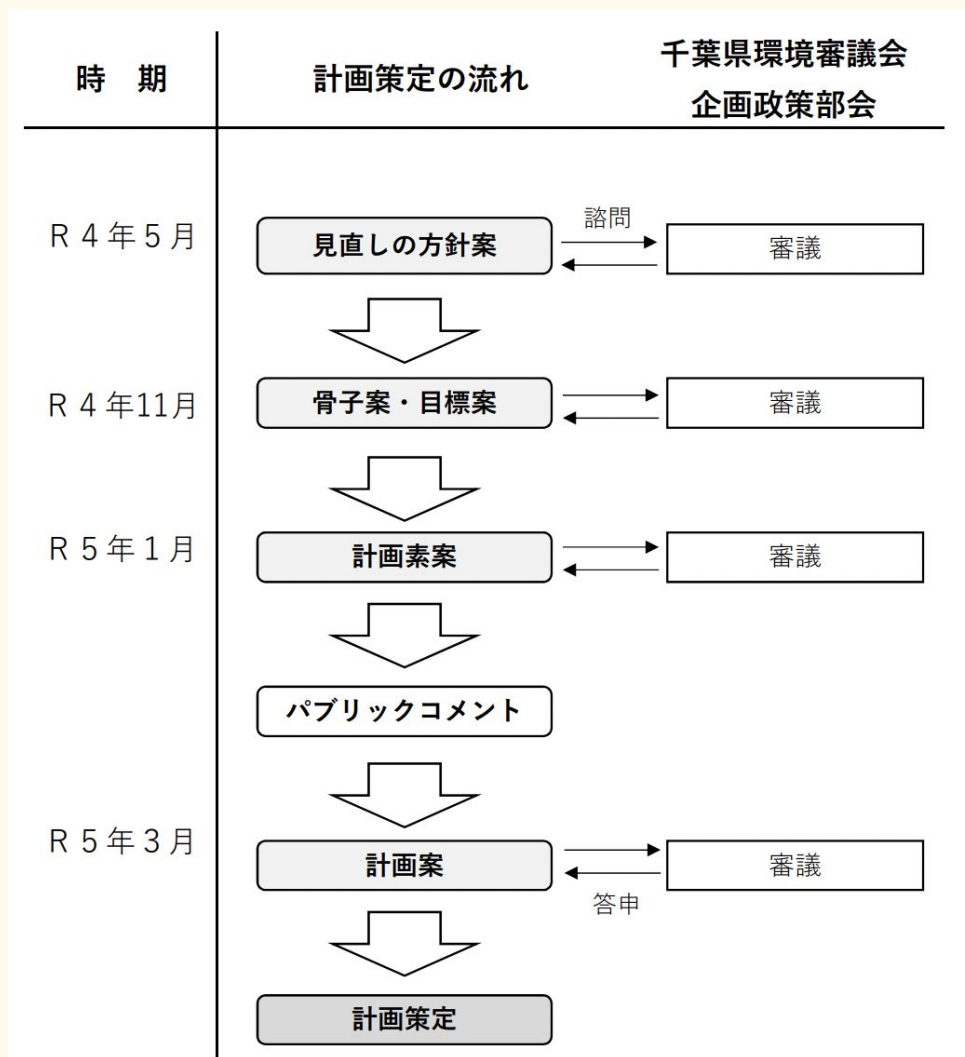 時　期
計画策定の流れ
千葉県環境審議会
企画政策部会
R４年５月
見直しの方針案
諮問
審議
R４年11月
骨子案・目標案
審議
R５年１月
計画素案
審議
パブリックコメント
R５年３月
計画案
審議
答申
計画策定